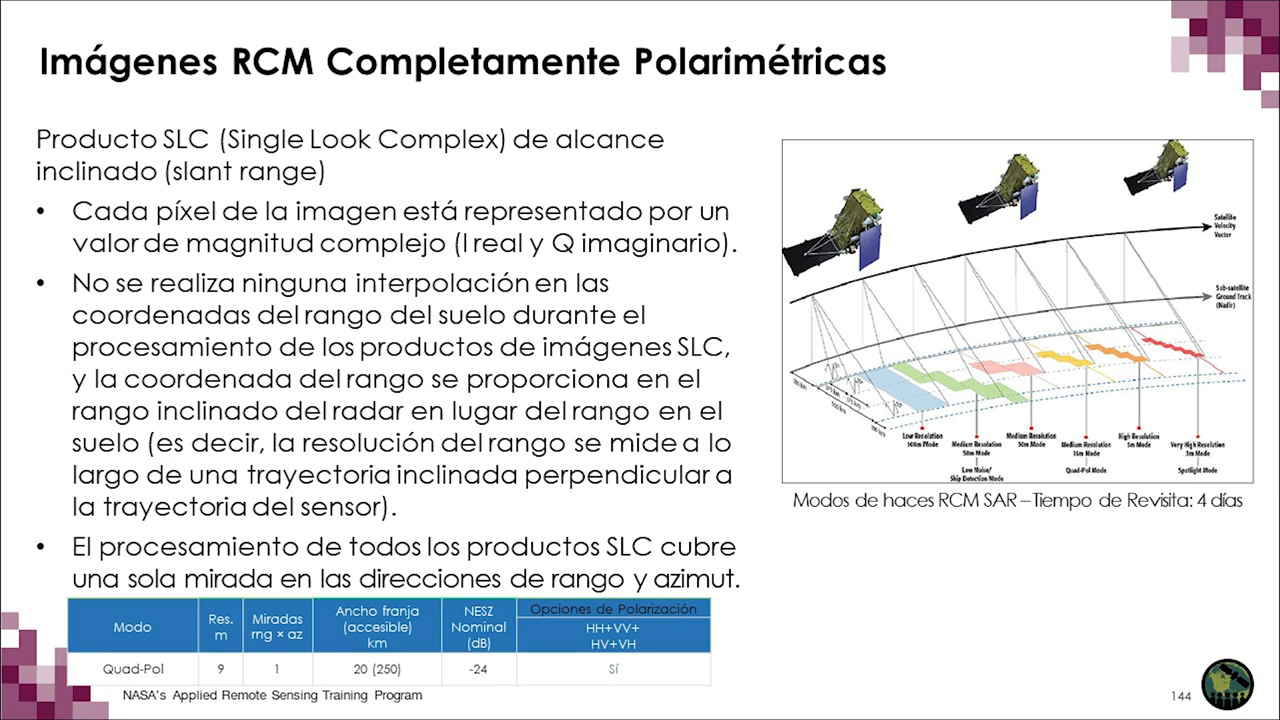 Imágenes RCM Completamente Polarimétricas
Producto SLC (Single Look Complex) de alcance
inclinado (slant range)
• Cada píxel de la imagen está representado por un
valor de magnitud complejo (I real y Q imaginario).
• No se realiza ninguna interpolación en las
coordenadas del rango del suelo durante el
procesamiento de los productos de imágenes SLC,
y la coordenada del rango se proporciona en el
rango inclinado del radar en lugar del rango en el
suelo (es decir, la resolución del rango se mide a lo
largo de una trayectoria inclinada perpendicular a
la trayectoria del sensor).
• El procesamiento de todos los productos SLC cubre
una sola mirada en las direcciones de rango y azimut.
Satellite
Velocity
Vector
Sub-satellite
Ground Track
(Nadir)
Low Resolution
100m Mode
Medium Resolution
50m Mode
Low Noise/
Ship Detection Mode
Medium Resolution
30m Mode
Medium Resolution
16m Mode
Quad-Pol Mode
High Resolution
5m Mode
Very High Resolution
3m Mode
Spotlight Mode
Modos de haces RCM SAR – Tiempo de Revisita: 4 días
Modo
Res.
m
Miradas
rng × az
Ancho franja
(accesible)
km
NESZ
Nominal
(dB)
Opciones de Polarización
HH+VV+
HV+VH
Quad-Pol 9 1 20 (250) -24 Sí
NASA's Applied Remote Sensing Training Program
144